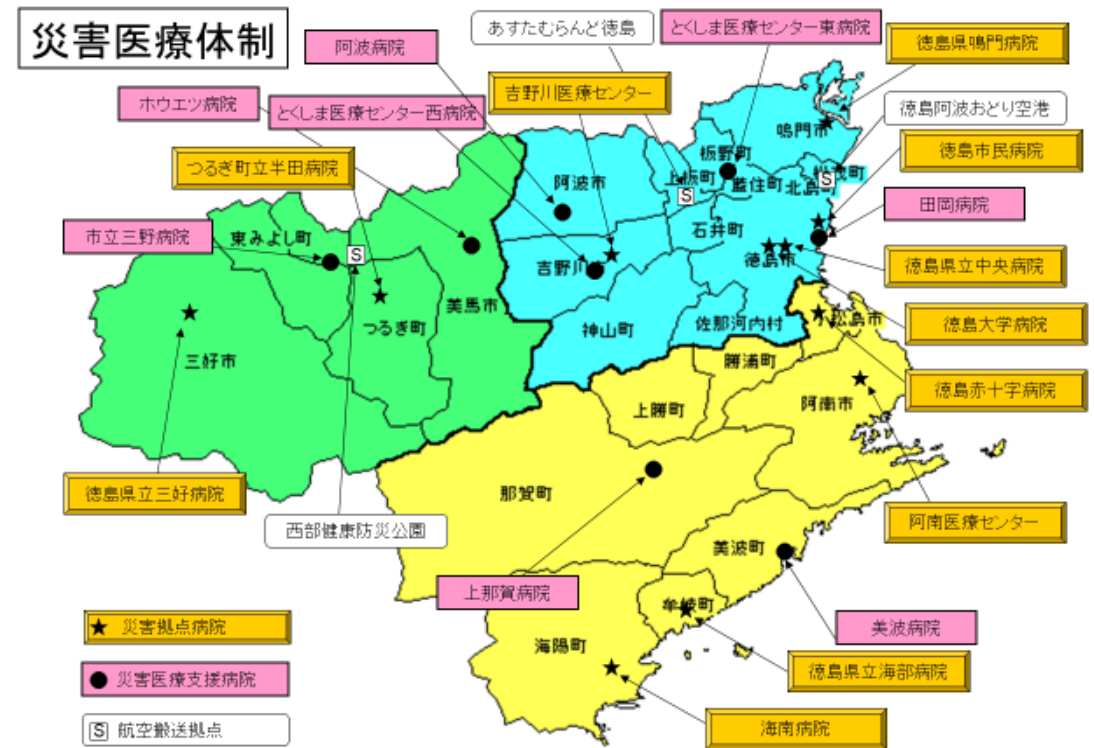 災害医療体制
阿波病院
あすたむらんど徳島
とくしま医療センター東病院
徳島県鳴門病院
ホウエツ病院
とくしま医療センター西病院
吉野川医療センター
徳島阿波おどり空港
つるぎ町立半田病院
徳島市民病院
田岡病院
市立三野病院
徳島県立中央病院
徳島大学病院
徳島赤十字病院
徳島県立三好病院
西部健康防災公園
阿南医療センター
上那賀病院
美波病院
徳島県立海部病院
海南病院
鳴門市
板野町
上板町
藍住町
北島町
松茂町
阿波市
石井町
徳島市
吉野川
神山町
佐那河内村
東みよし町
美馬市
つるぎ町
三好市
小松島市
勝浦町
上勝町
阿南市
那賀町
美波町
牟岐町
海陽町
S
S
S
災害拠点病院
災害医療支援病院
S 航空搬送拠点